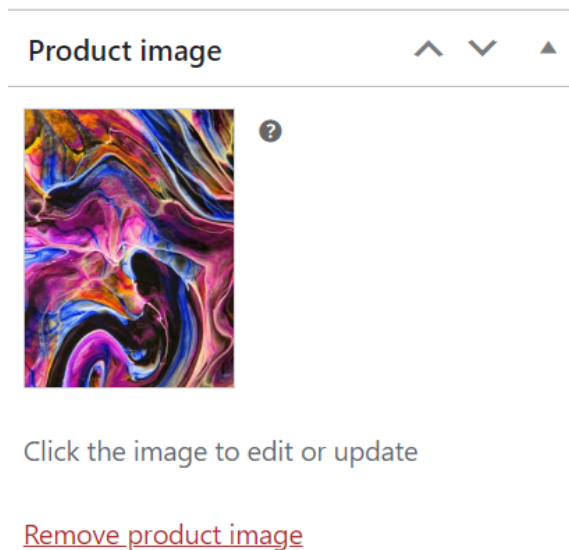 Product image
?
Click the image to edit or update
Remove product image